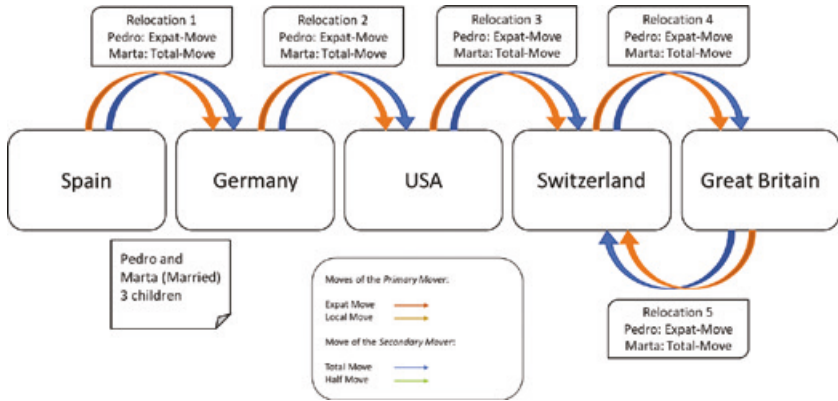 Relocation 1
Pedro: Expat-Move
Marta: Total-Move
Relocation 2
Pedro: Expat-Move
Marta: Total-Move
Relocation 3
Pedro: Expat-Move
Marta: Total-Move
Relocation 4
Pedro: Expat-Move
Marta: Total-Move
Spain
Germany
USA
Switzerland
Great Britain
Pedro and
Marta (Married)
3 children
Moves of the Primary Mover:
Expat Move
Local Move
Move of the Secondary Mover:
Total Move
Half Move
Relocation 5
Pedro: Expat-Move
Marta: Total-Move